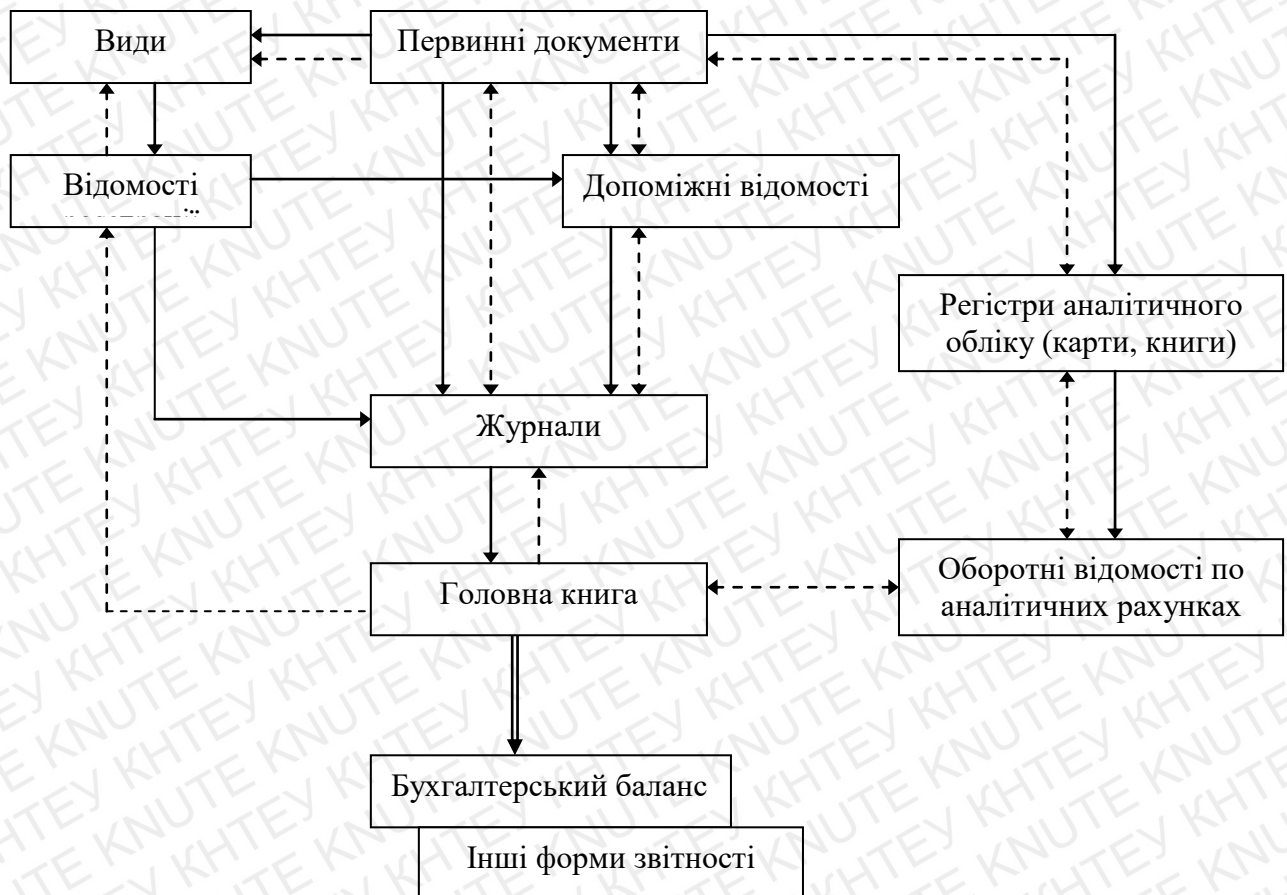 Види
Первинні документи
Відомості
Допоміжні відомості
Регістри аналітичного
обліку (карти, книги)
Журнали
Головна книга
Оборотні відомості по
аналітичних рахунках
Бухгалтерський баланс
Інші форми звітності